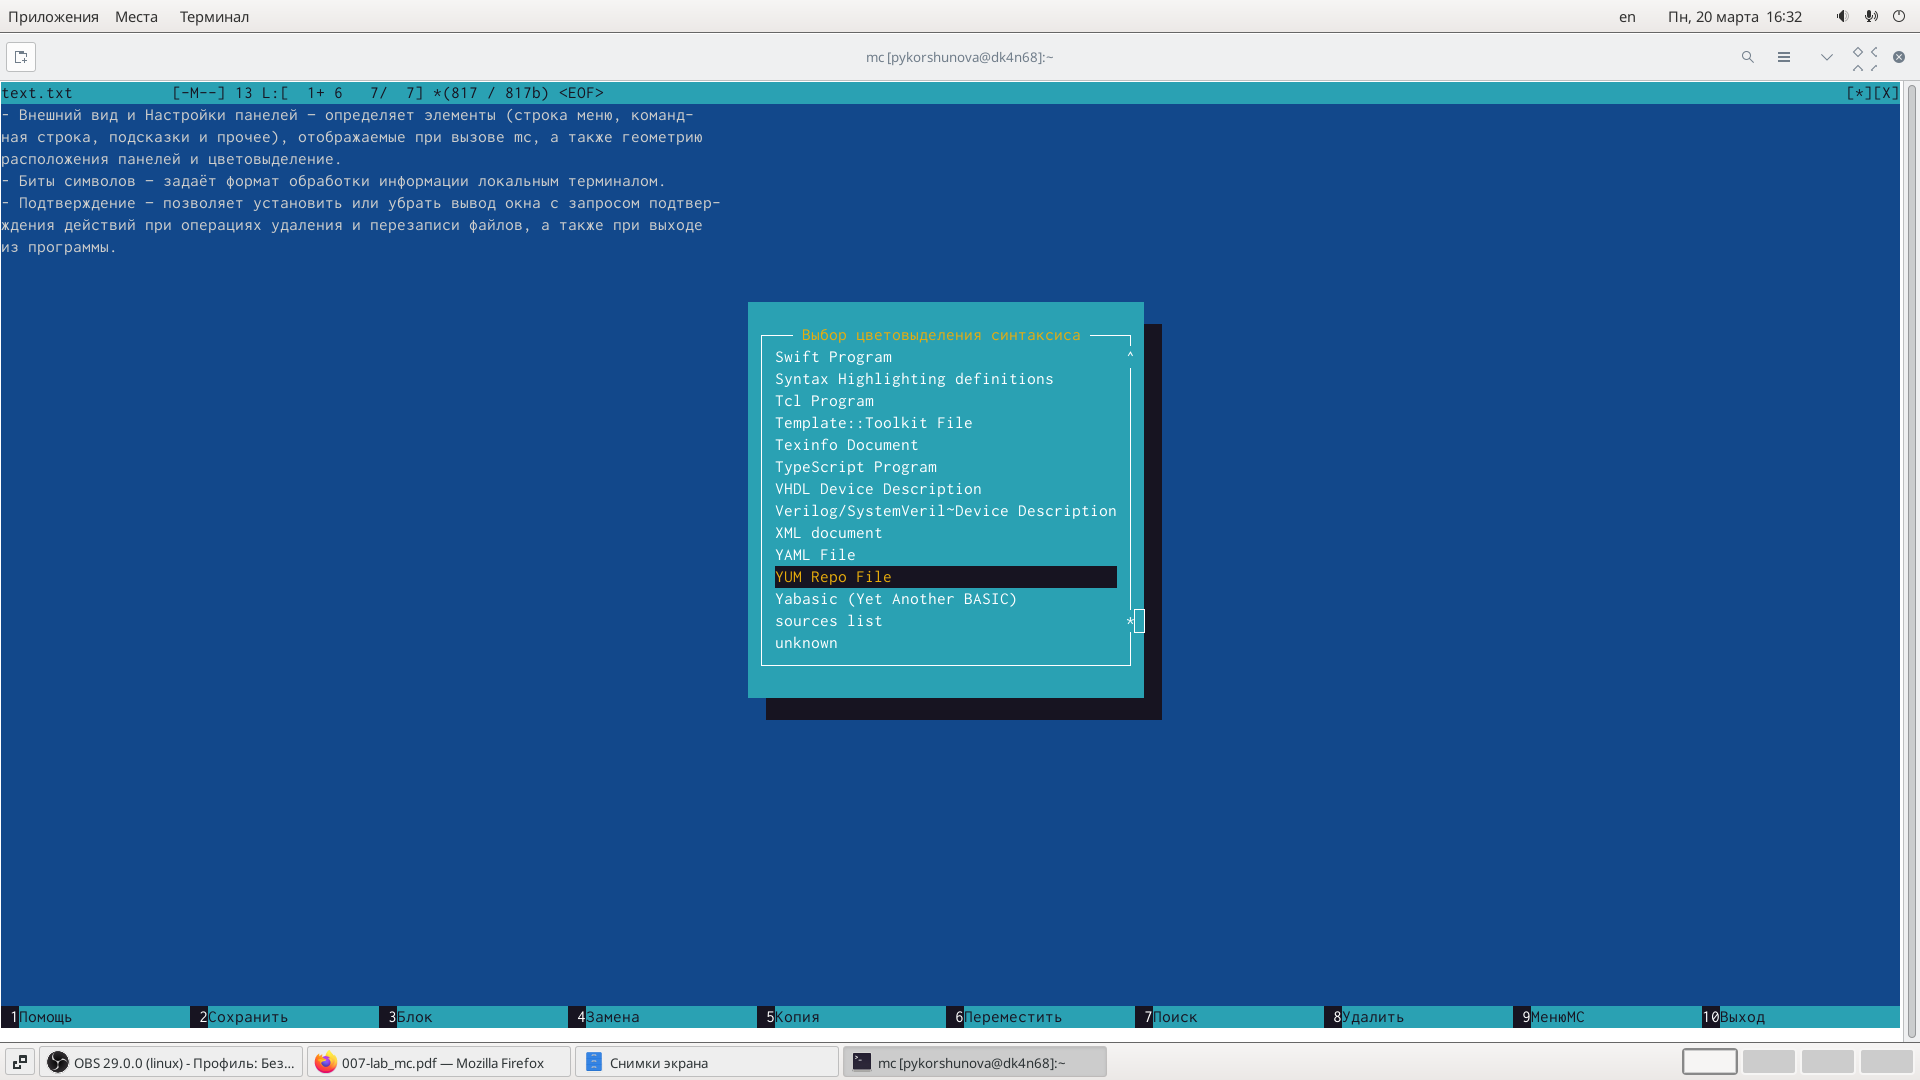 Приложения Места Терминал en Пн, 20 марта 16:32
mc [pykorshunova@dk4n68]:~
text.txt [-M--] 13 L:[ 1+ 6 7/ 7] *(817 / 817b) <EOF> [*][X]
- Внешний вид и Настройки панелей — определяет элементы (строка меню, команд-
ная строка, подсказки и прочее), отображаемые при вызове mc, а также геометрию
расположения панелей и цветовыделение.
- Биты символов — задаёт формат обработки информации локальным терминалом.
- Подтверждение — позволяет установить или убрать вывод окна с запросом подтвер-
ждения действий при операциях удаления и перезаписи файлов, а также при выходе
из программы.
Выбор цветовыделения синтаксиса
Swift Program ^
Syntax Highlighting definitions
Tcl Program
Template::Toolkit File
Texinfo Document
TypeScript Program
VHDL Device Description
Verilog/SystemVeril~Device Description
XML document
YAML File
YUM Repo File
Yabasic (Yet Another BASIC)
sources list *
unknown
1Помощь 2Сохранить 3Блок 4Замена 5Копия 6Переместить 7Поиск 8Удалить 9МенюMC 10Выход
OBS 29.0.0 (linux) - Профиль: Без... 007-lab_mc.pdf — Mozilla Firefox Снимки экрана mc [pykorshunova@dk4n68]:~